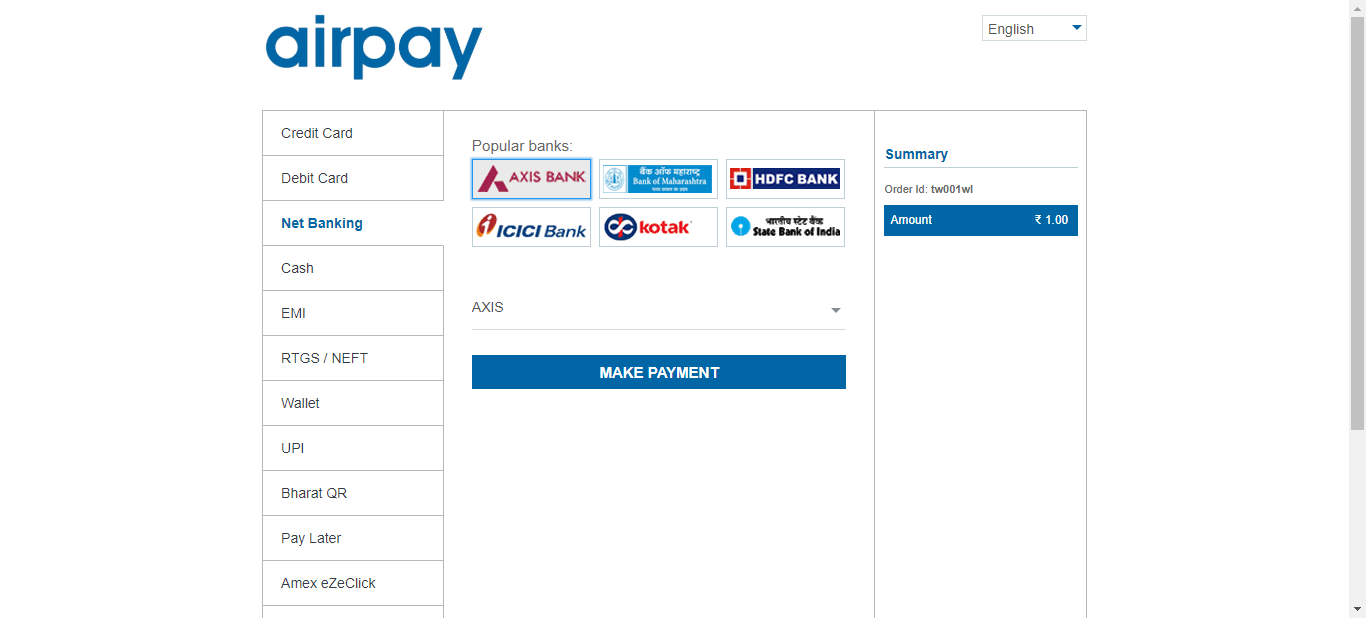 airpay
English
Credit Card
Debit Card
Net Banking
Cash
EMI
RTGS / NEFT
Wallet
UPI
Bharat QR
Pay Later
Amex eZeClick
Popular banks:
AXIS BANK
बैंक ऑफ महाराष्ट्र
Bank of Maharashtra
HDFC BANK
ICICI Bank
kotak
भारतीय स्टेट बैंक
State Bank of India
AXIS
MAKE PAYMENT
Summary
Order Id: tw001wl
Amount ₹ 1.00